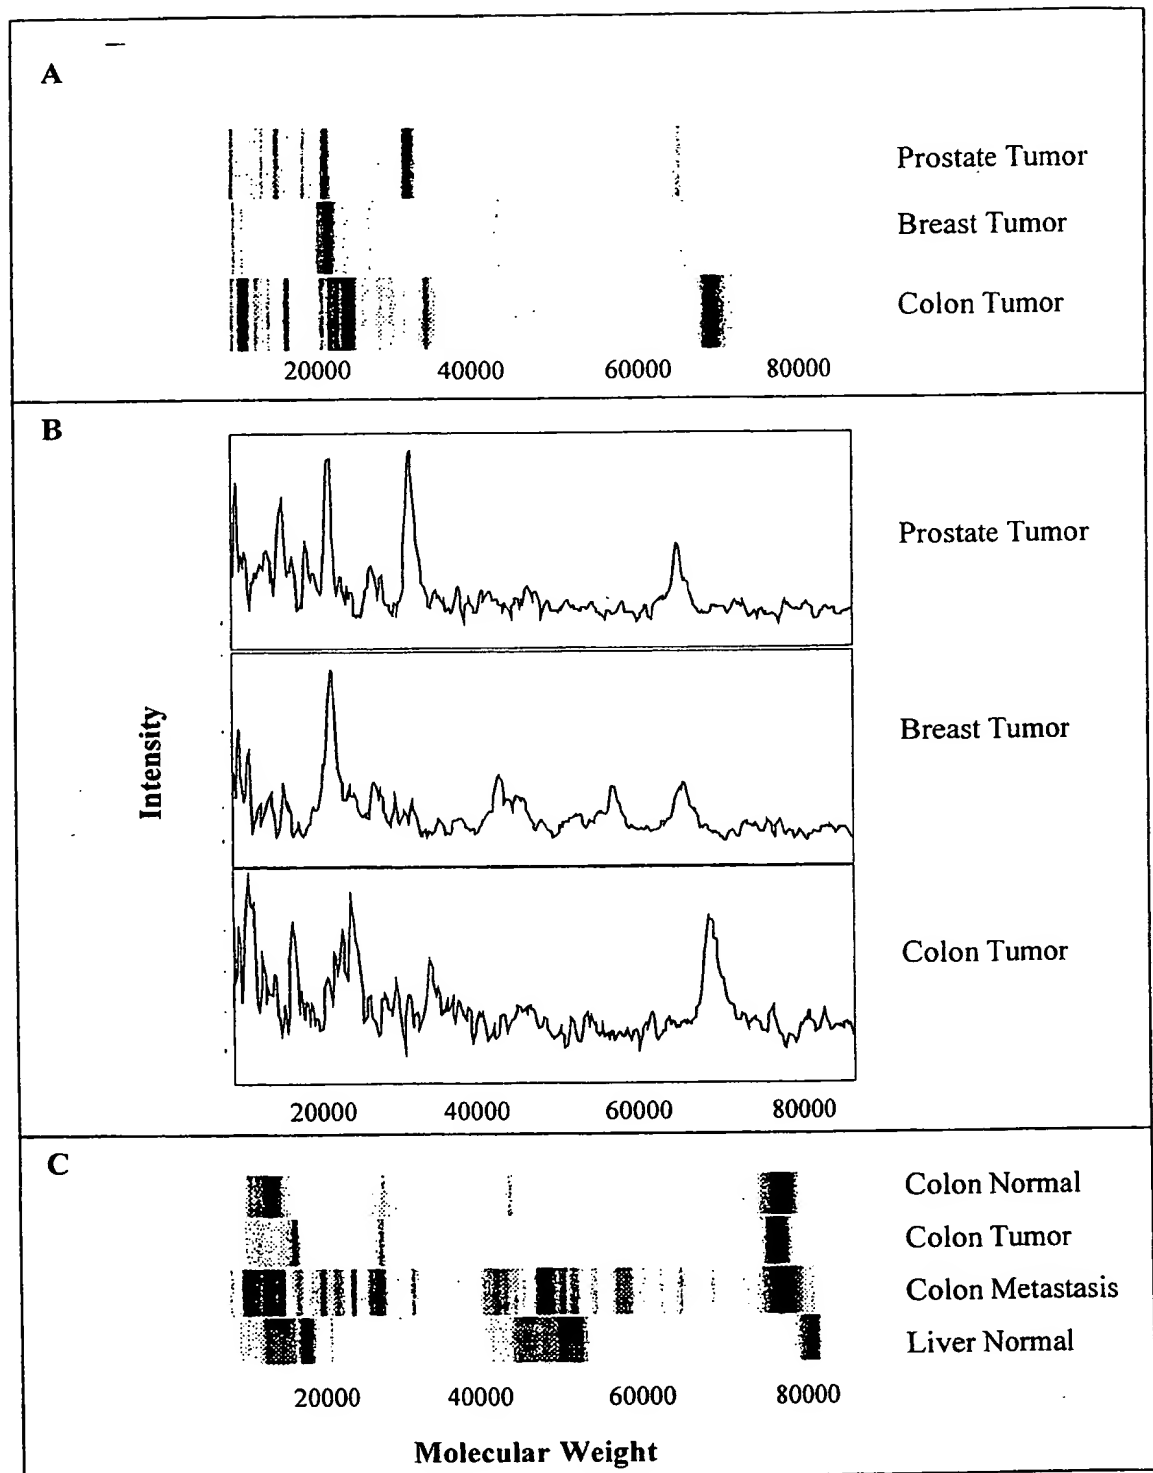 A
Prostate Tumor
Breast Tumor
Colon Tumor
20000 40000 60000 80000
B
Prostate Tumor
Breast Tumor
Intensity
Colon Tumor
20000 40000 60000 80000
C
Colon Normal
Colon Tumor
Colon Metastasis
Liver Normal
20000 40000 60000 80000
Molecular Weight